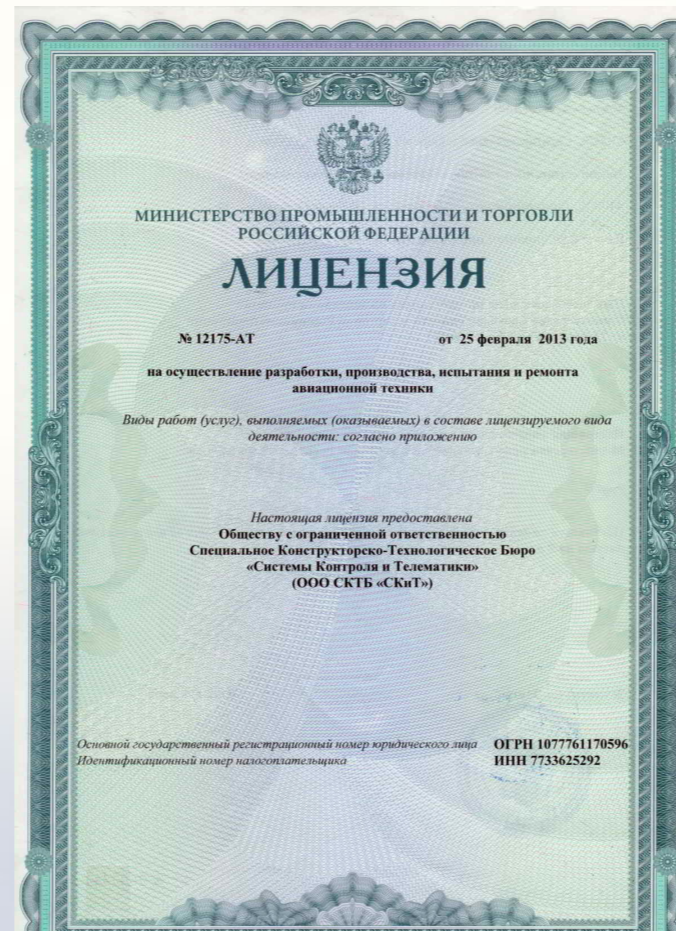 МИНИСТЕРСТВО ПРОМЫШЛЕННОСТИ И ТОРГОВЛИ
РОССИЙСКОЙ ФЕДЕРАЦИИ
ЛИЦЕНЗИЯ
№ 12175-АТ от 25 февраля 2013 года
на осуществление разработки, производства, испытания и ремонта
авиационной техники
Виды работ (услуг), выполняемых (оказываемых) в составе лицензируемого вида
деятельности: согласно приложению
Настоящая лицензия предоставлена
Обществу с ограниченной ответственностью
Специальное Конструкторско-Технологическое Бюро
«Системы Контроля и Телематики»
(ООО СКТБ «СКиТ»)
Основной государственный регистрационный номер юридического лица ОГРН 1077761170596
Идентификационный номер налогоплательщика ИНН 7733625292